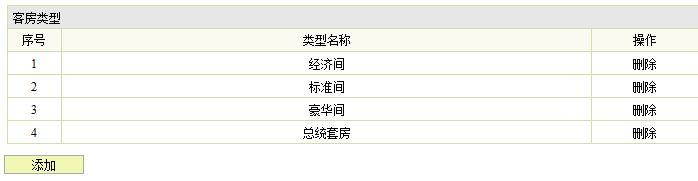 客房类型
序号 类型名称 操作
1 经济间 删除
2 标准间 删除
3 豪华间 删除
4 总统套房 删除
添加